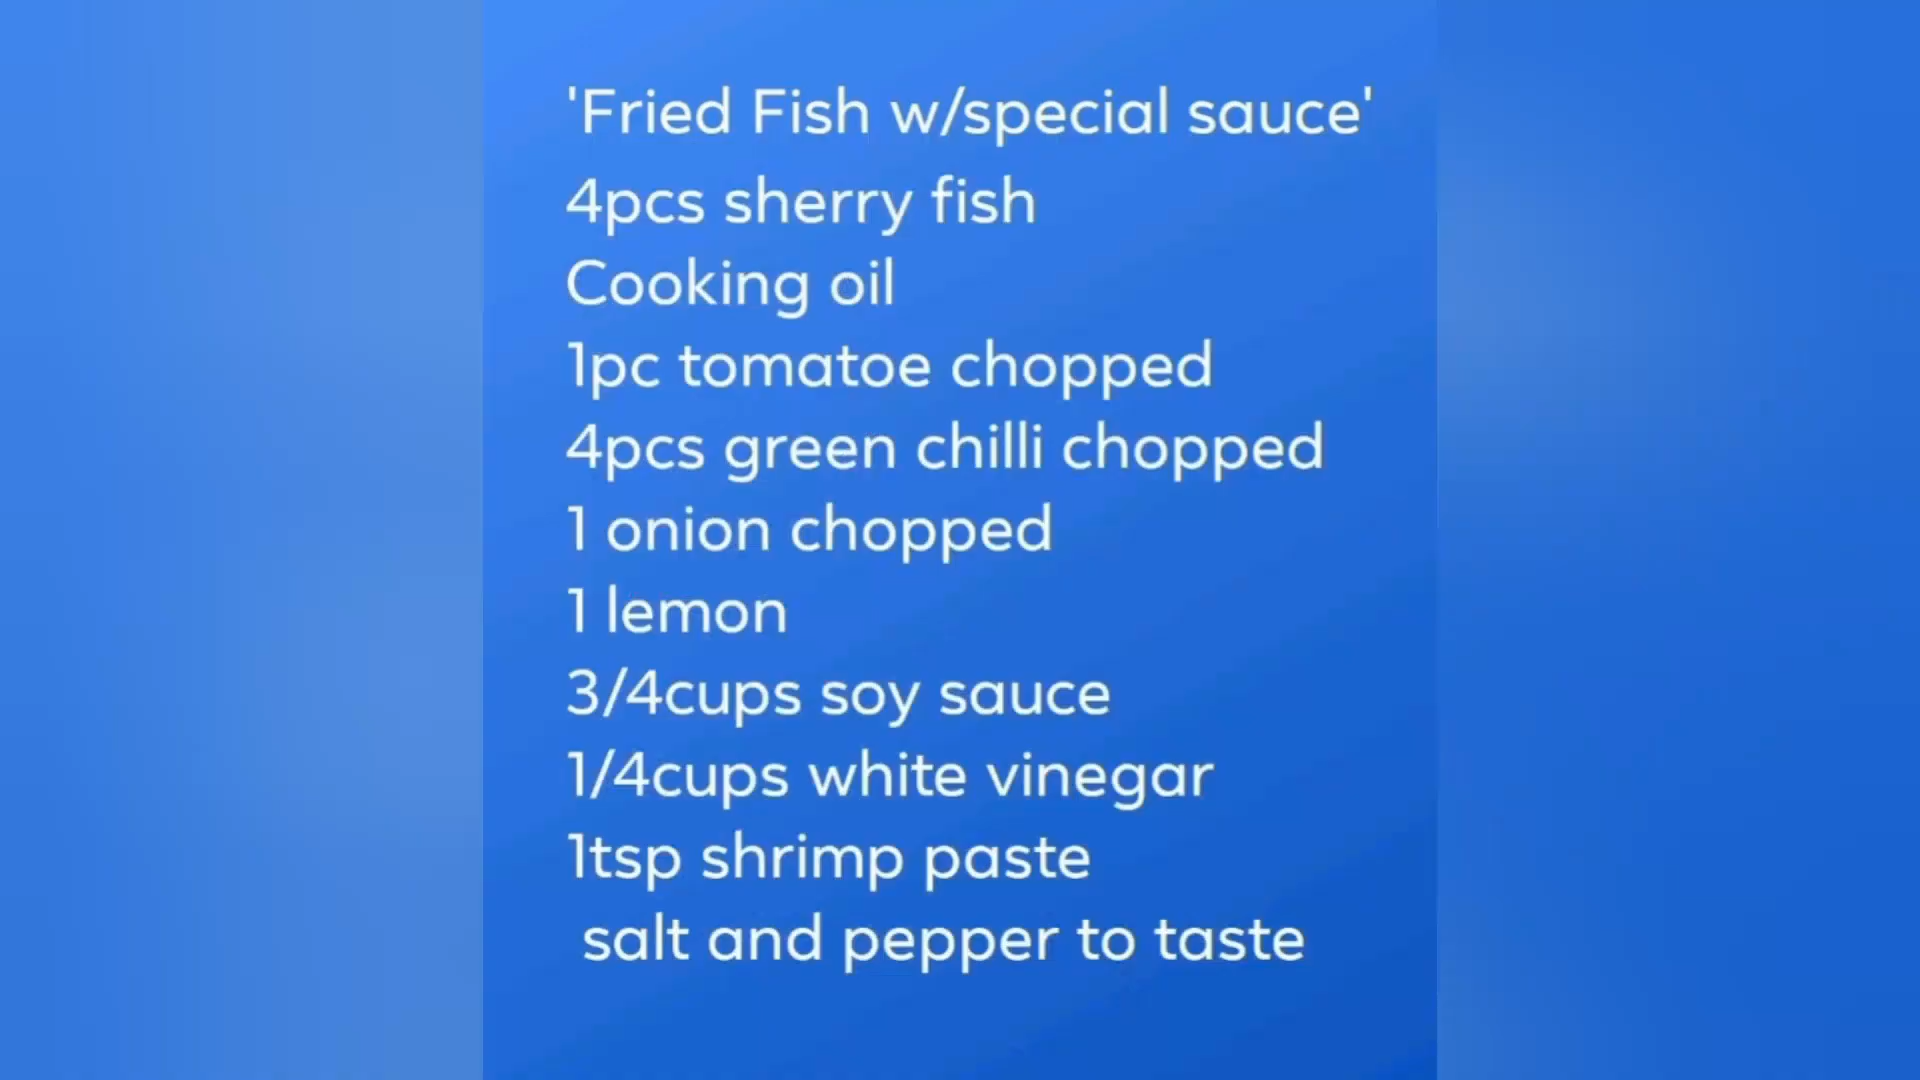 'Fried Fish w/special sauce'
4pcs sherry fish
Cooking oil
1pc tomatoe chopped
4pcs green chilli chopped
1 onion chopped
1 lemon
3/4cups soy sauce
1/4cups white vinegar
1tsp shrimp paste
salt and pepper to taste